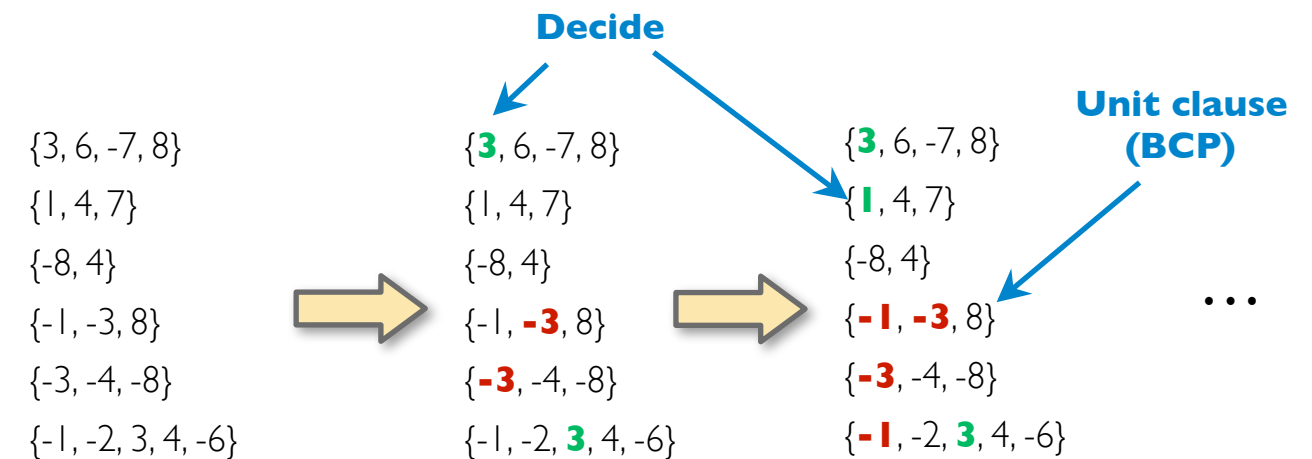 Decide
Unit clause
(BCP)
{3, 6, -7, 8}
{1, 4, 7}
{-8, 4}
{-1, -3, 8}
{-3, -4, -8}
{-1, -2, 3, 4, -6}
{3, 6, -7, 8}
{1, 4, 7}
{-8, 4}
{-1, -3, 8}
{-3, -4, -8}
{-1, -2, 3, 4, -6}
{3, 6, -7, 8}
{1, 4, 7}
{-8, 4}
{-1, -3, 8}
{-3, -4, -8}
{-1, -2, 3, 4, -6}
...